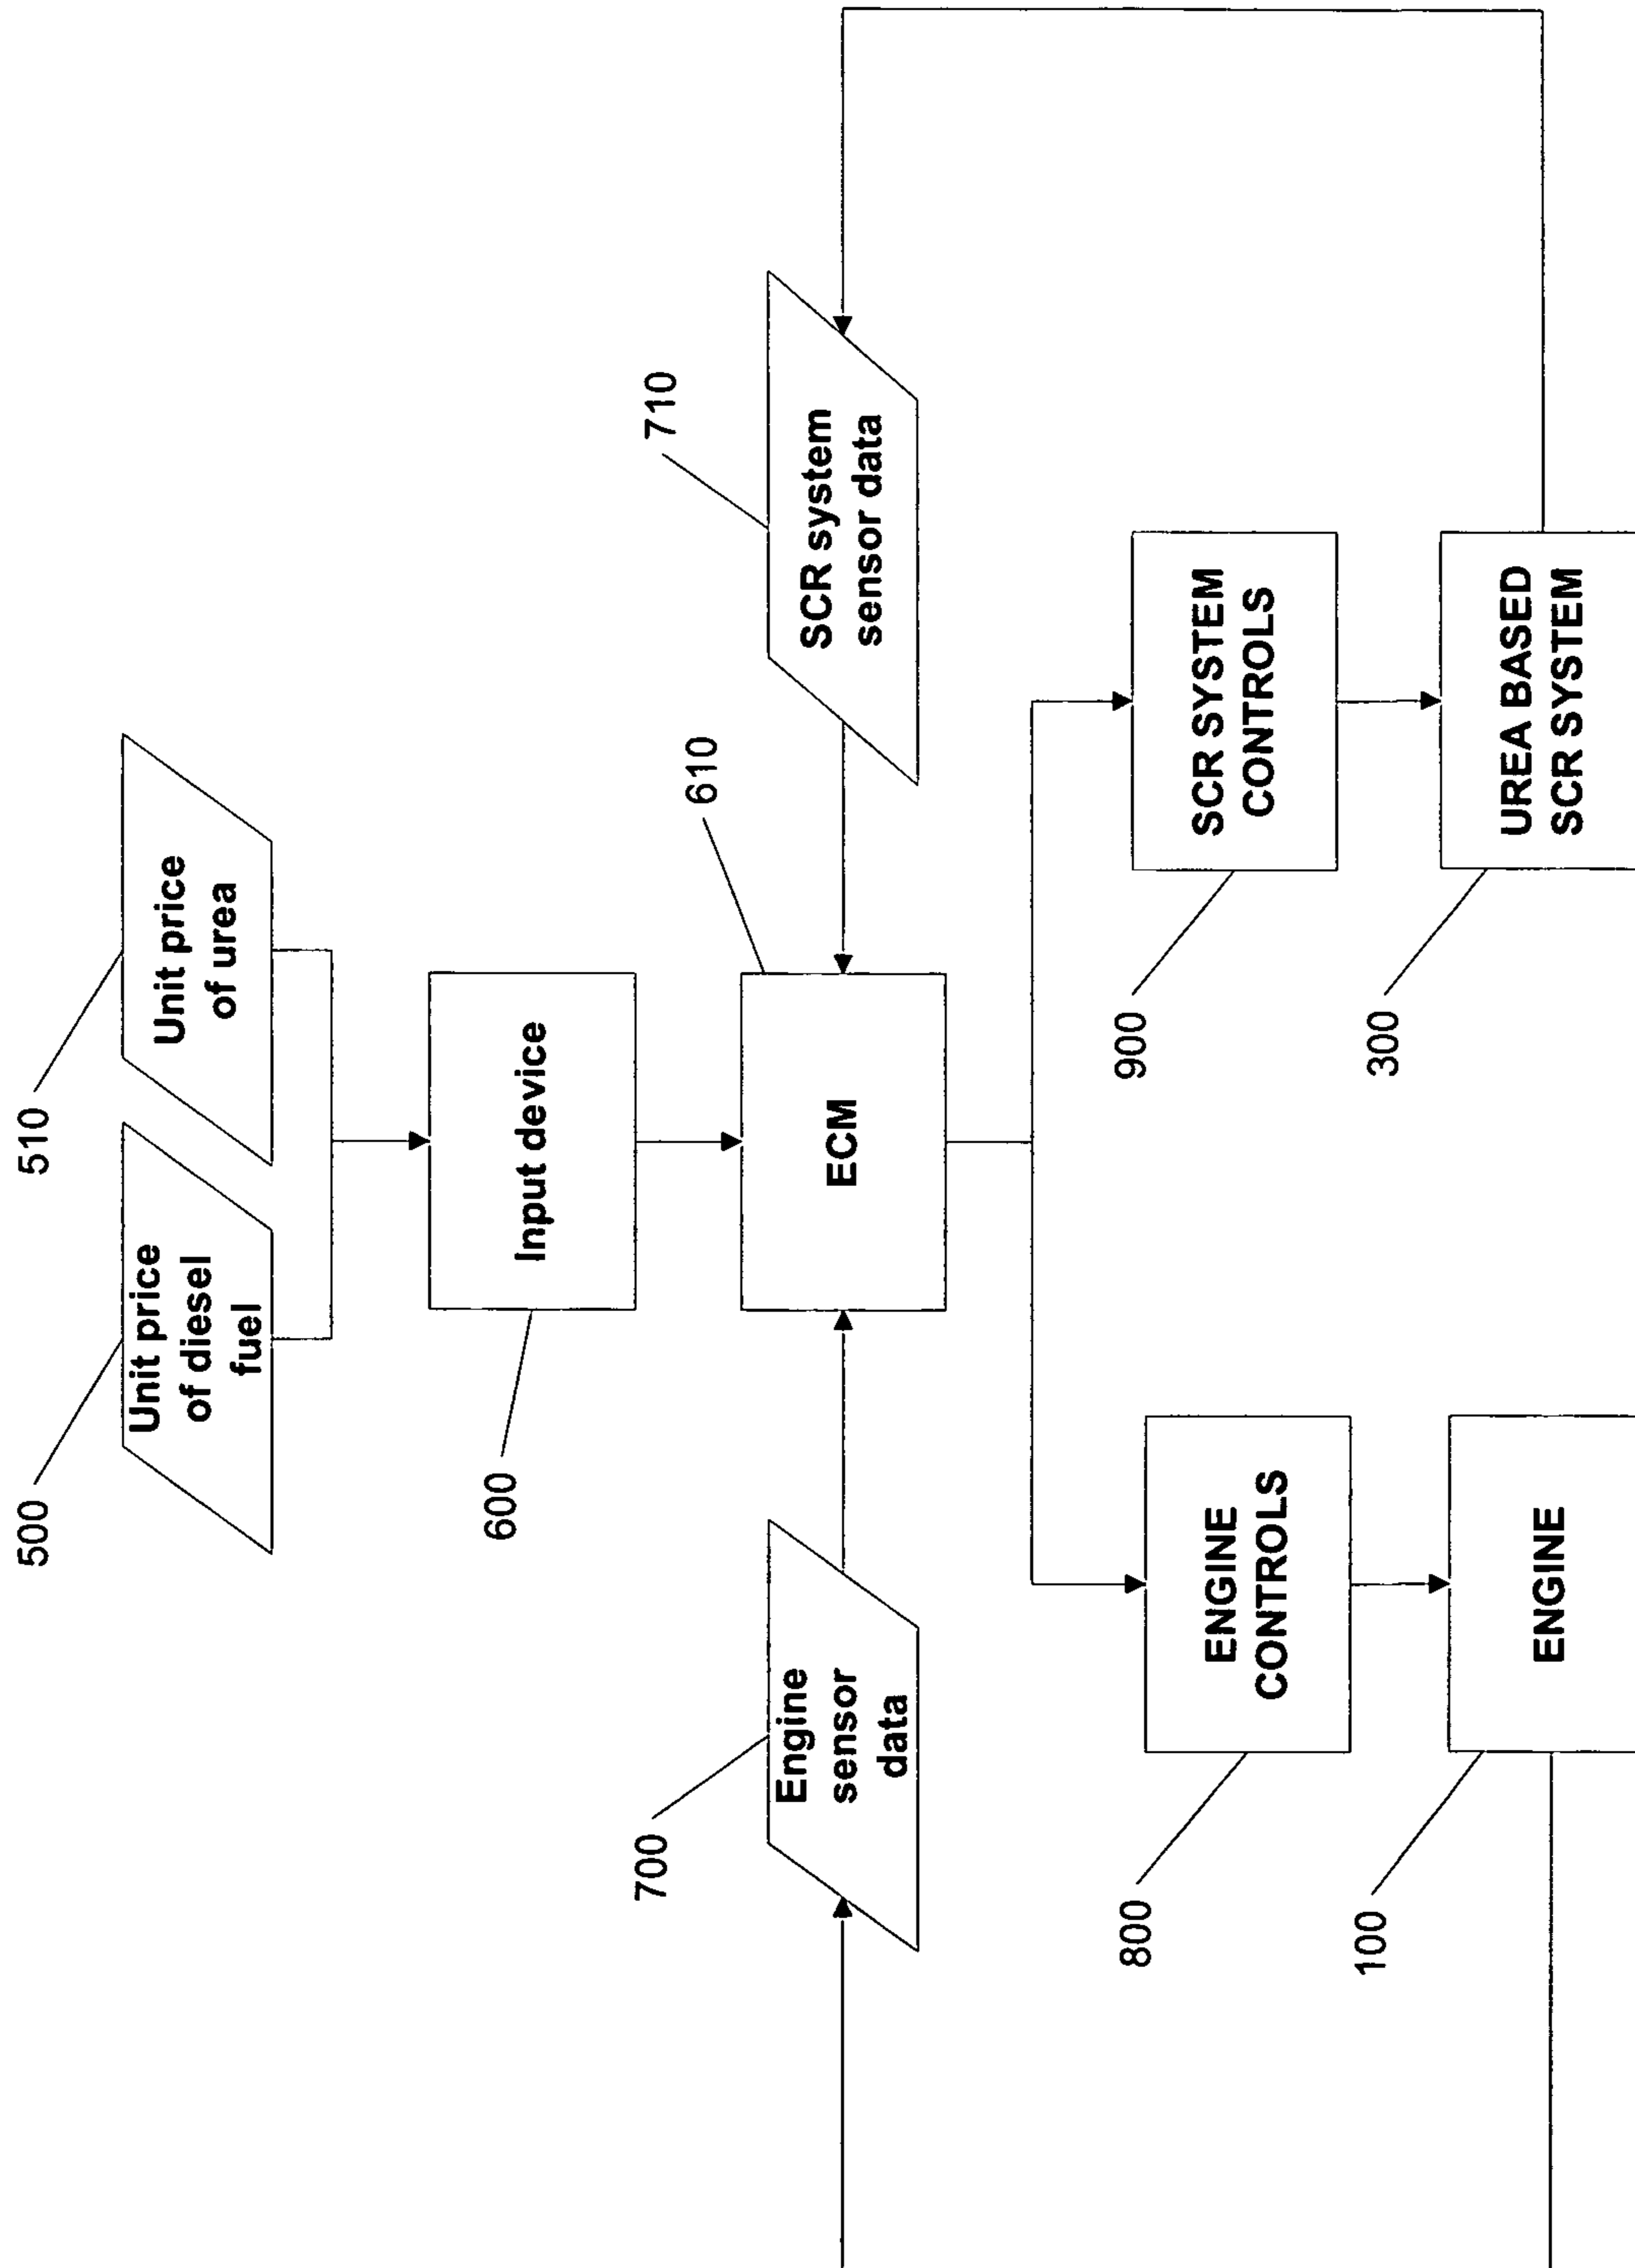 500
510
Unit price
of diesel
fuel
Unit price
of urea
600
Input device
700
610
710
Engine
sensor
data
ECM
SCR system
sensor data
800
ENGINE
CONTROLS
900
SCR SYSTEM
CONTROLS
100
ENGINE
300
UREA BASED
SCR SYSTEM